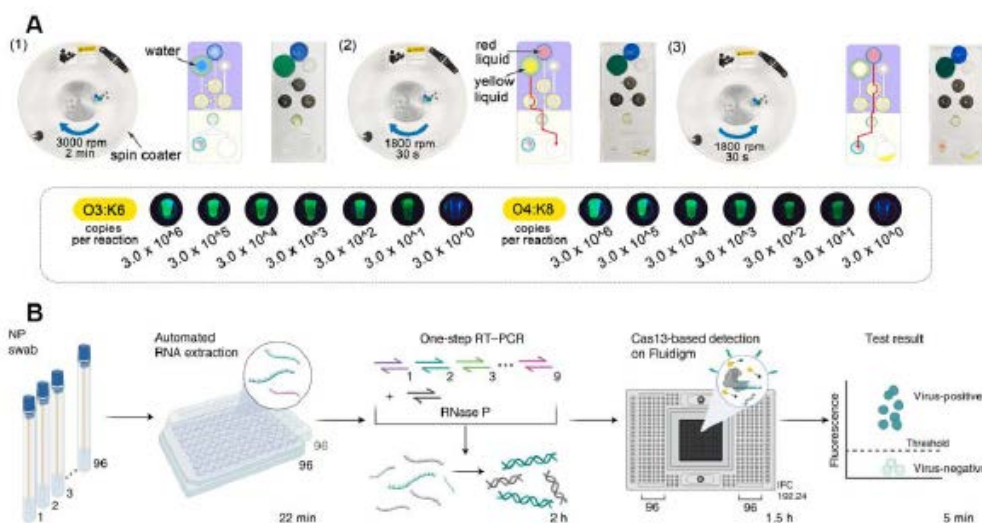 A
(1)
water
3000 rpm
2 min
spin coater
(2)
red
liquid
yellow
liquid
1800 rpm
30 s
(3)
1800 rpm
30 s
O3:K6
copies
per reaction
3.0 x 10^6
3.0 x 10^5
3.0 x 10^4
3.0 x 10^3
3.0 x 10^2
3.0 x 10^1
3.0 x 10^0
O4:K8
copies
per reaction
3.0 x 10^6
3.0 x 10^5
3.0 x 10^4
3.0 x 10^3
3.0 x 10^2
3.0 x 10^1
3.0 x 10^0
B
NP
swab
1
2
3
96
Automated
RNA extraction
96
96
22 min
One-step RT–PCR
1 2 3 ••• 9
+
RNase P
2 h
Cas13-based detection
on Fluidigm
96
96
IFC
192.24
1.5 h
Test result
Fluorescence
Virus-positive
Threshold
Virus-negative
5 min